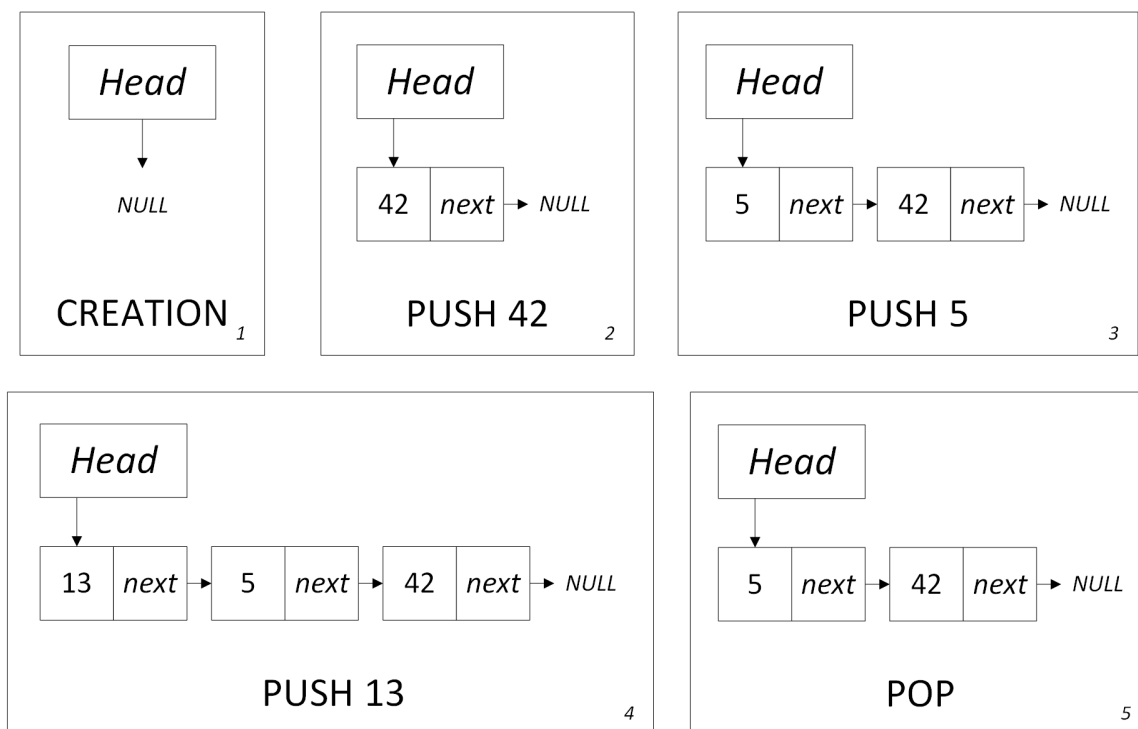 Head
NULL
CREATION
1
Head
42 next NULL
PUSH 42
2
Head
5 next 42 next NULL
PUSH 5
3
Head
13 next 5 next 42 next NULL
PUSH 13
4
Head
5 next 42 next NULL
POP
5